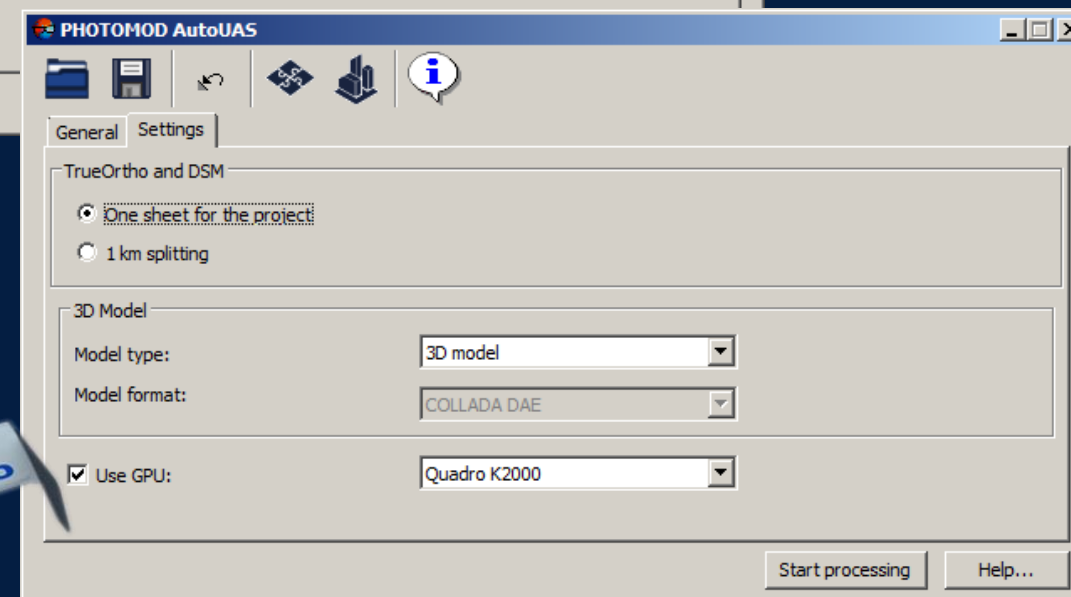 PHOTOMOD AutoUAS
General Settings
TrueOrtho and DSM
One sheet for the project
1 km splitting
3D Model
Model type: 3D model
Model format: COLLADA DAE
Use GPU: Quadro K2000
Start processing Help...